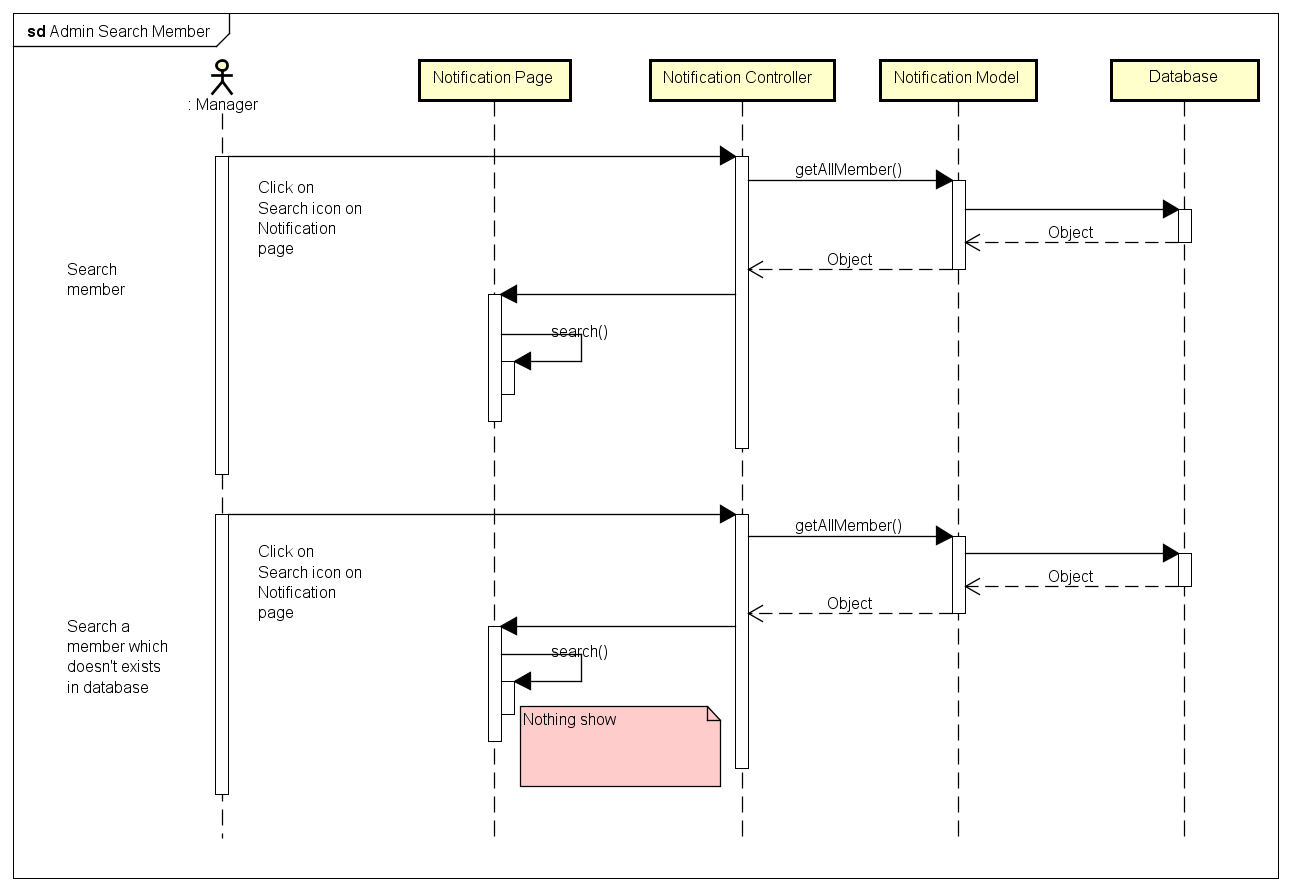 sd Admin Search Member
: Manager
Notification Page
Notification Controller
Notification Model
Database
getAllMember()
Click on
Search icon on
Notification
page
Object
Object
Search
member
search()
getAllMember()
Click on
Search icon on
Notification
page
Object
Object
Search a
member which
doesn't exists
in database
search()
Nothing show